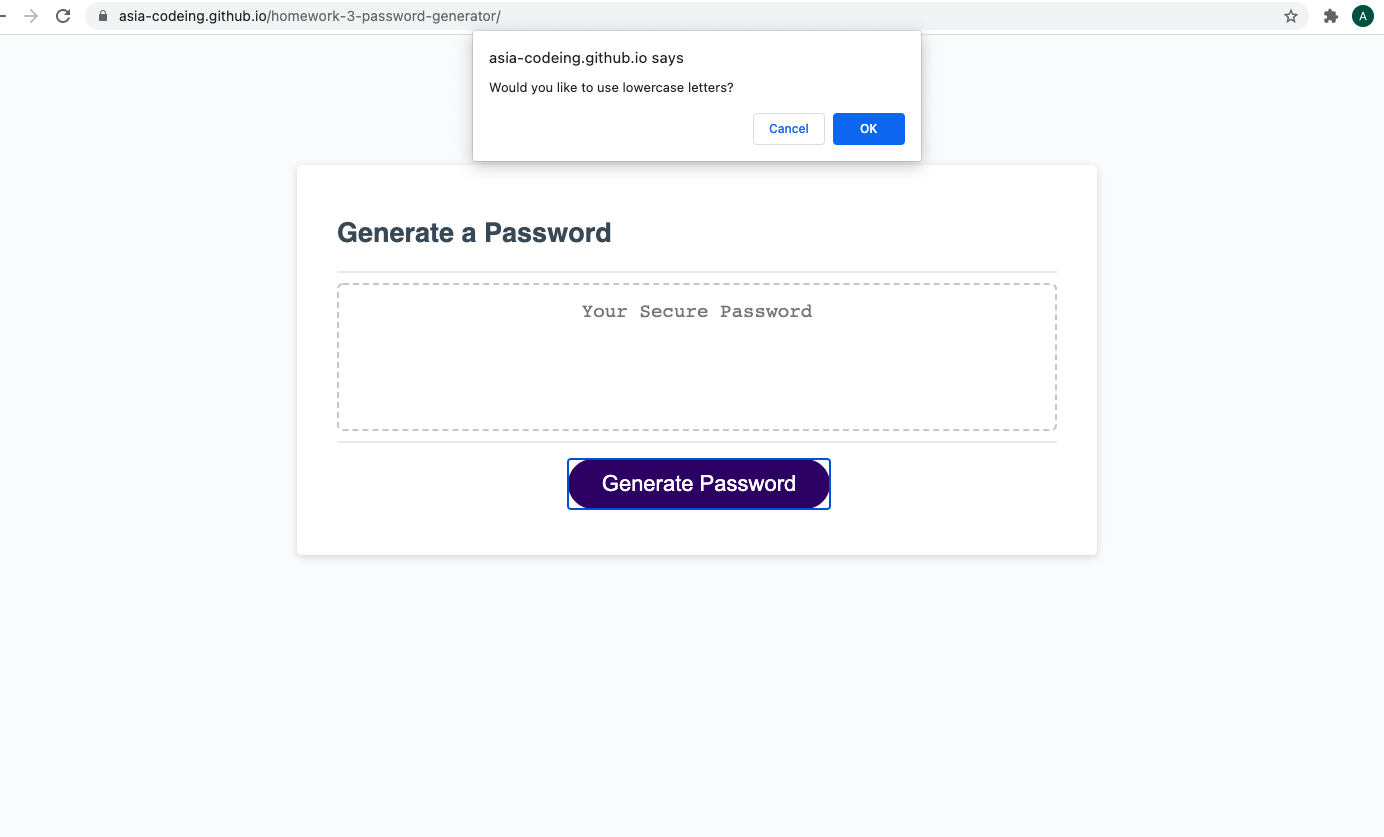 asia-codeing.github.io/homework-3-password-generator/
A
asia-codeing.github.io says
Would you like to use lowercase letters?
Cancel OK
Generate a Password
Your Secure Password
Generate Password